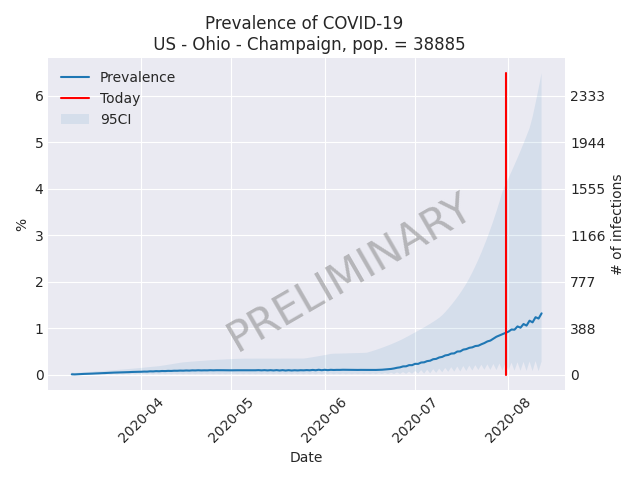 Prevalence of COVID-19
US - Ohio - Champaign, pop. = 38885
Prevalence
Today
95CI
6
5
4
3
2
1
0
%
2333
1944
1555
1166
777
388
0
# of infections
PRELIMINARY
2020-04
2020-05
2020-06
2020-07
2020-08
Date